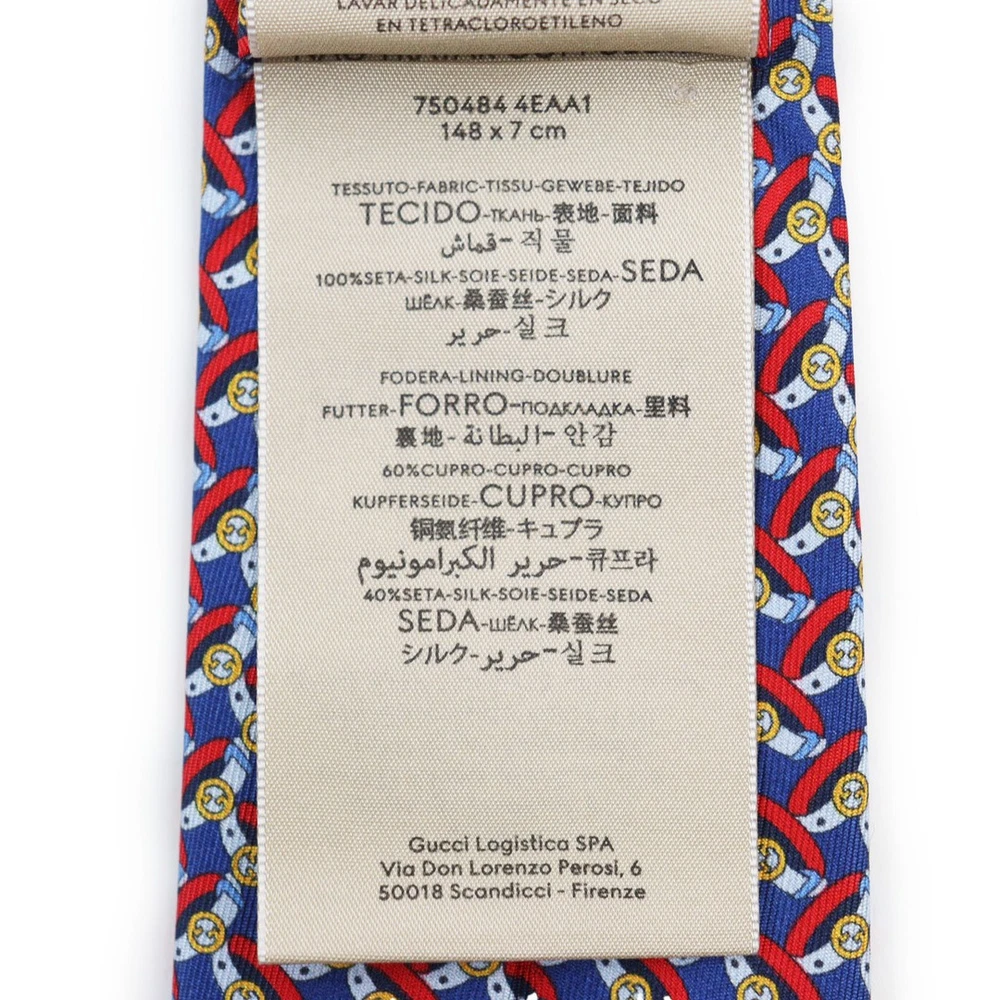 LAVAR DELICADAMENTE EN SECO
EN TETRACLOROETILENO
750484 4EAA1
148 x 7 cm
TESSUTO-FABRIC-TISSU-GEWEBE-TEJIDO
TECIDO-ТКАНЬ-表地-面料
قماش-직물
100%SETA-SILK-SOIE-SEIDE-SEDA-SEDA
ШЁЛК-桑蚕丝-シルク
حرير-실크
FODERA-LINING-DOUBLURE
FUTTER-FORRO-ПОДКЛАДКА-里料
裏地-البطانة-안감
60%CUPRO-CUPRO-CUPRO
KUPFERSEIDE-CUPRO-КУПРО
铜氨纤维-キュプラ
حرير الكبرامونيوم-큐프라
40%SETA-SILK-SOIE-SEIDE-SEDA
SEDA-ШЁЛК-桑蚕丝
シルク-حرير-실크
Gucci Logistica SPA
Via Don Lorenzo Perosi, 6
50018 Scandicci - Firenze